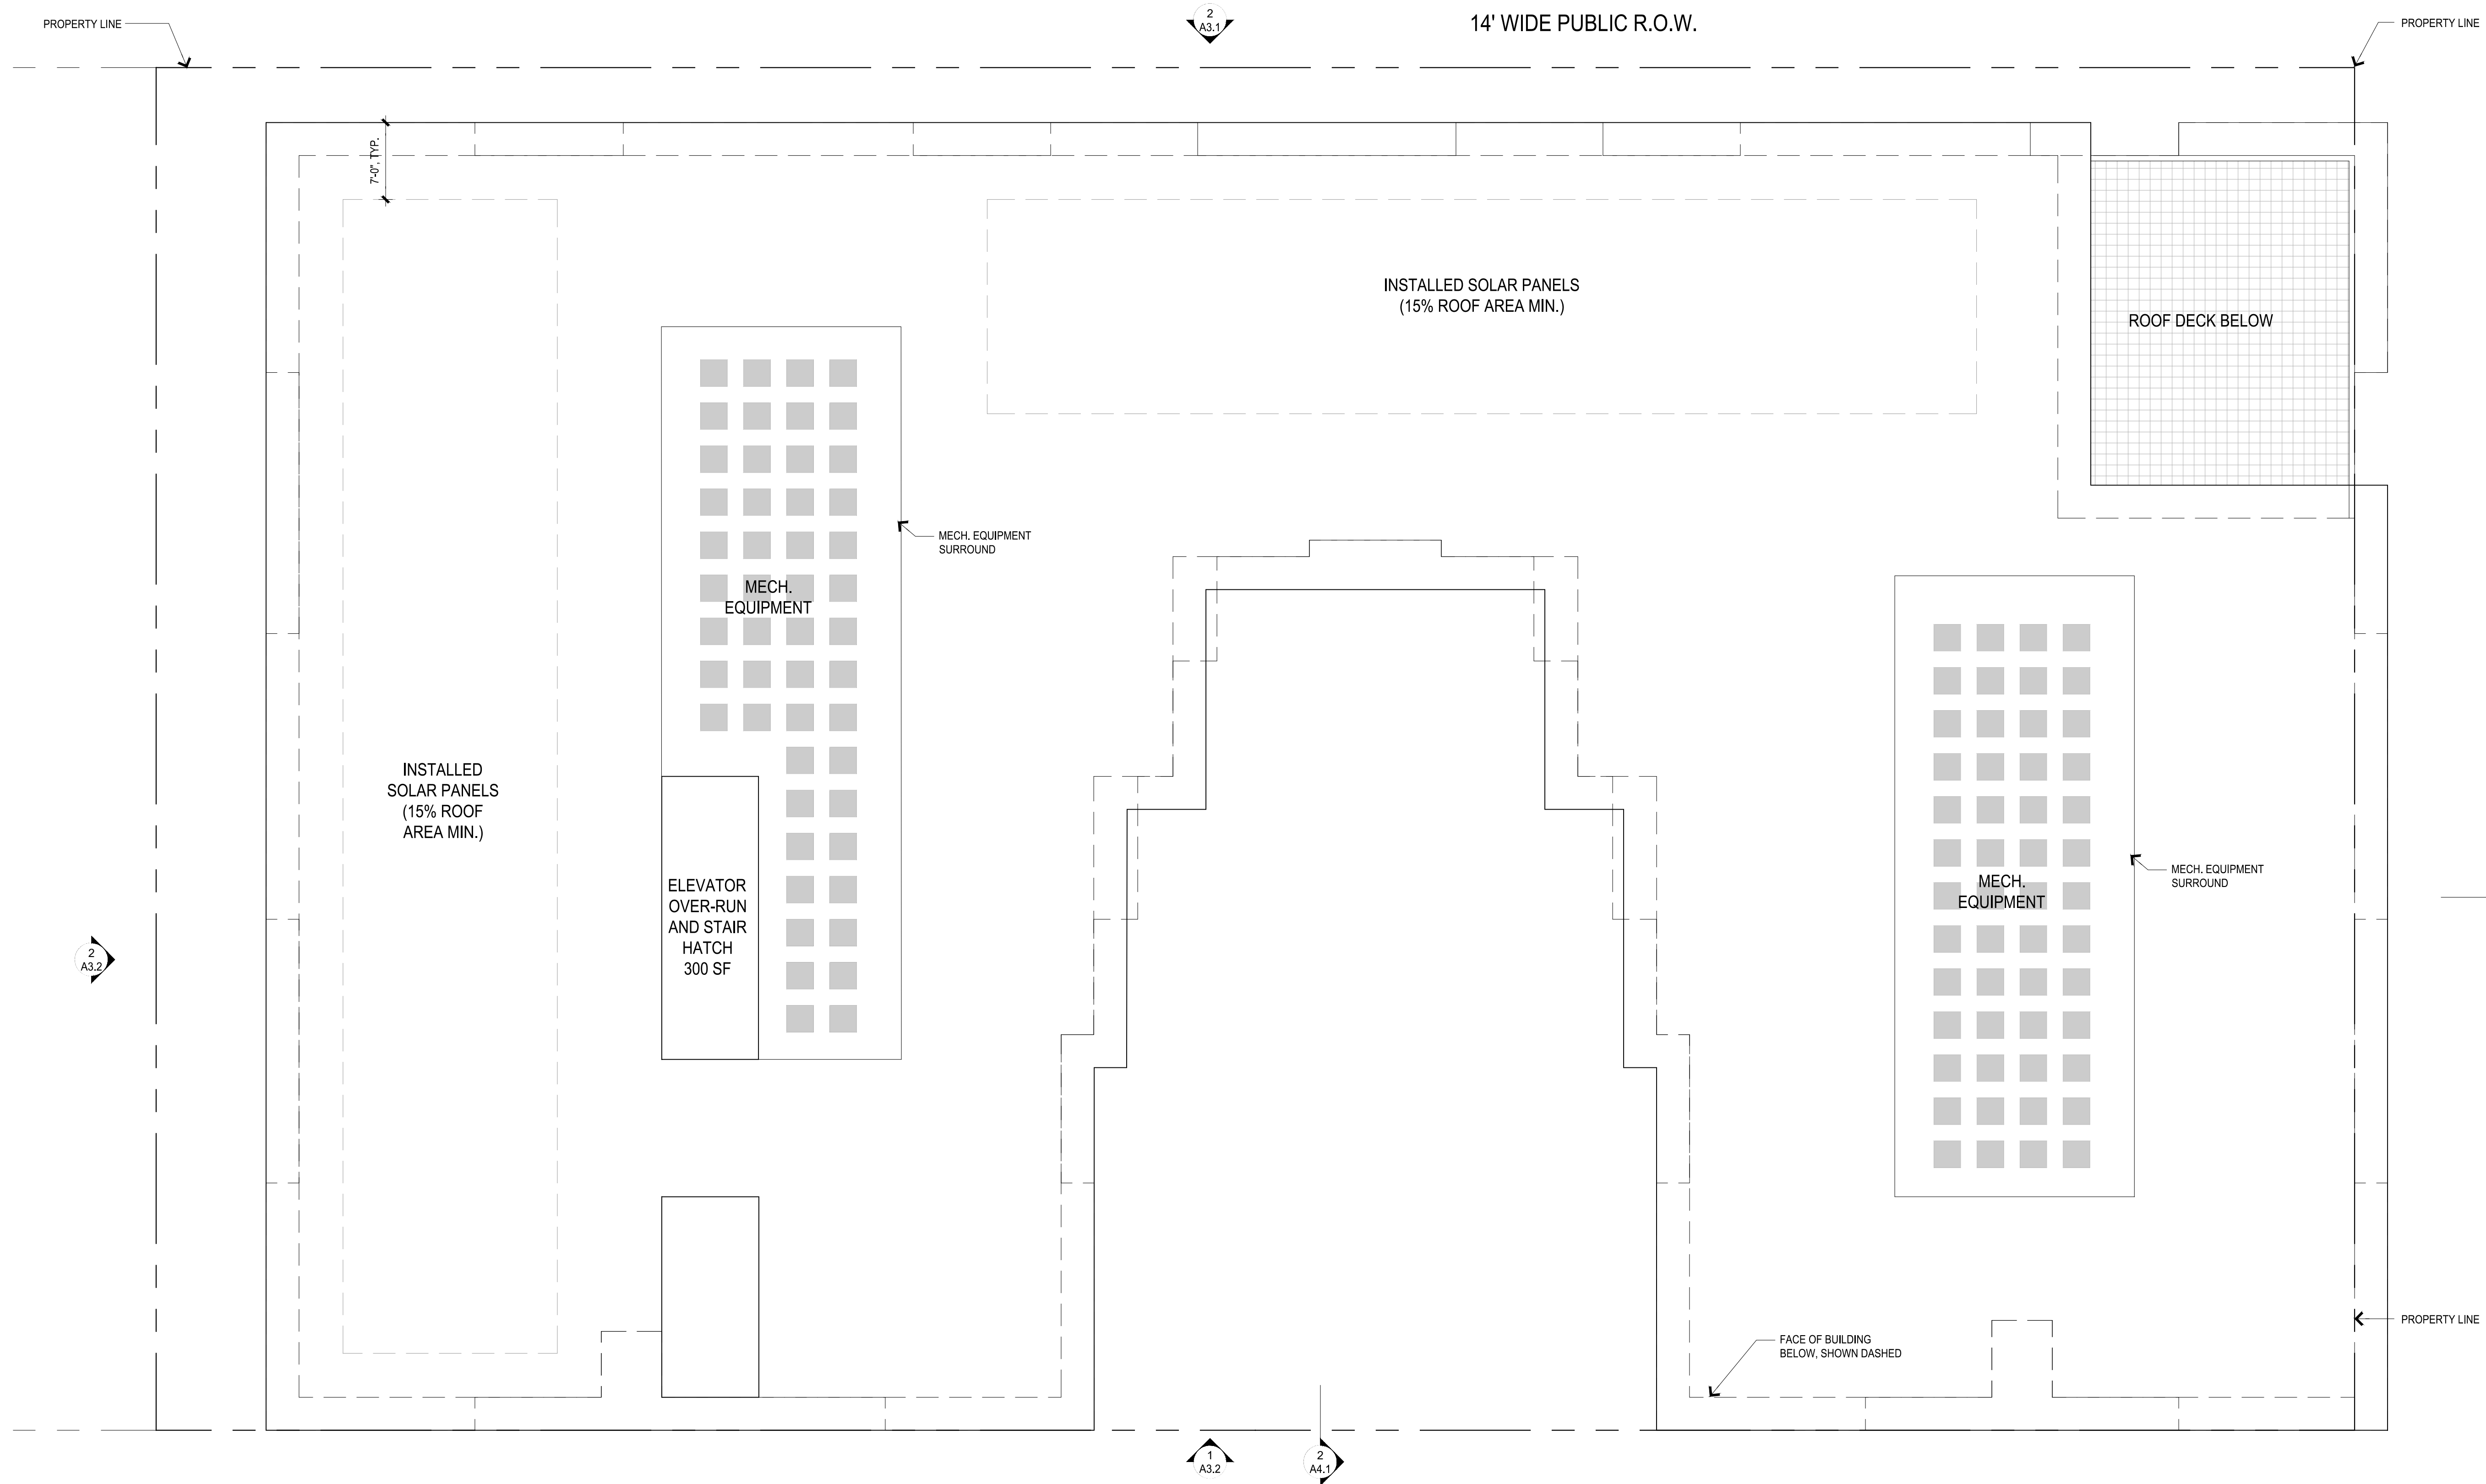 PROPERTY LINE
2
A3.1
14' WIDE PUBLIC R.O.W.
PROPERTY LINE
7'-0", TYP.
INSTALLED SOLAR PANELS
(15% ROOF AREA MIN.)
ROOF DECK BELOW
MECH. EQUIPMENT
SURROUND
MECH.
EQUIPMENT
INSTALLED
SOLAR PANELS
(15% ROOF
AREA MIN.)
ELEVATOR
OVER-RUN
AND STAIR
HATCH
300 SF
MECH.
EQUIPMENT
MECH. EQUIPMENT
SURROUND
2
A3.2
FACE OF BUILDING
BELOW, SHOWN DASHED
PROPERTY LINE
1
A3.2
2
A4.1